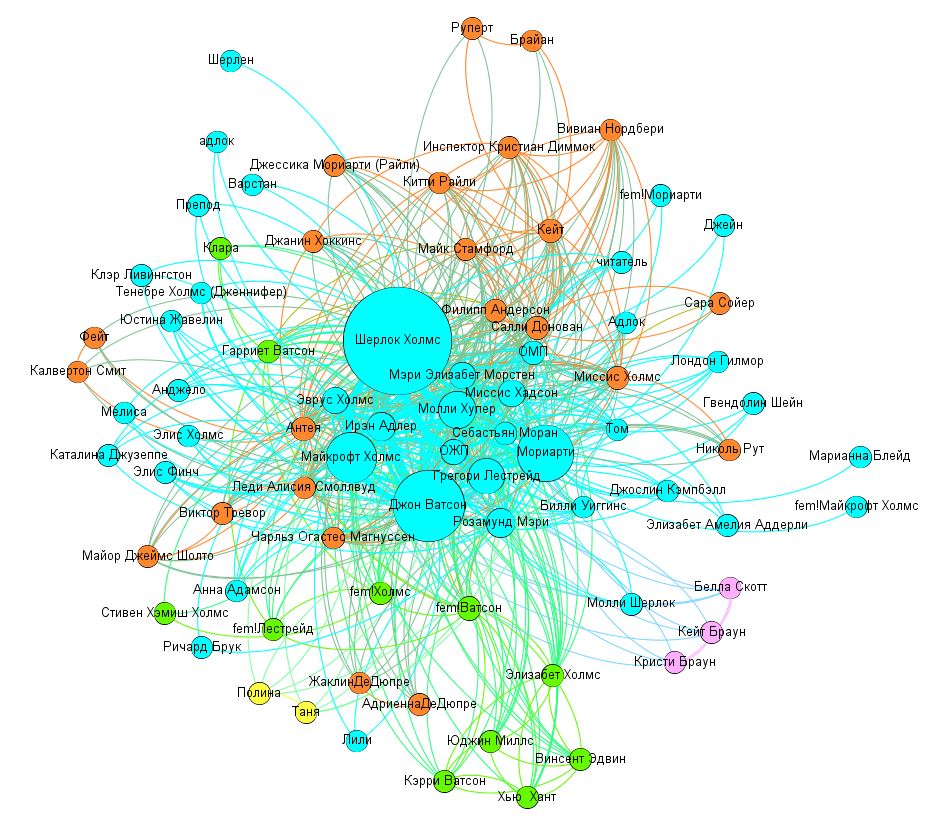 Руперт
Брайан
Шерлен
Вивиан Нордбери
адлок
Инспектор Кристиан Диммок
Джессика Мориарти (Райли)
Китти Райли
Варстан
fem!Мориарти
Препод
Джейн
Кейт
Джанин Хоккинс
Клара
Майк Стамфорд
читатель
Клэр Ливингстон
Тенебре Холмс (Дженнифер)
Сара Сойер
Филипп Андерсон
Юстина Жавелин
Адлок
Салли Донован
Фейт
Шерлок Холмс
Гарриет Ватсон
ОМП
Лондон Гилмор
Калвертон Смит
Мэри Элизабет Морстен
Миссис Холмс
Анджело
Миссис Хадсон
Эврус Холмс
Гвендолин Шейн
Мелиса
Молли Хупер
Ирэн Адлер
Антея
Том
Элис Холмс
Себастьян Моран
Николь Рут
ОЖП
Мориарти
Каталина Джузеппе
Майкрофт Холмс
Марианна Блейд
Элис Финч
Грегори Лестрейд
Леди Алисия Смоллвуд
Джослин Кэмпбэлл
Джон Ватсон
Билли Уиггинс
fem!Майкрофт Холмс
Виктор Тревор
Розамунд Мэри
Элизабет Амелия Аддерли
Чарльз Огастес Магнуссен
Майор Джеймс Шолто
Белла Скотт
Анна Адамсон
fem!Холмс
Молли Шерлок
fem!Ватсон
Стивен Хэмиш Холмс
fem!Лестрейд
Кейт Браун
Ричард Брук
Кристи Браун
Элизабет Холмс
ЖаклинДеДюпре
Полина
АдриеннаДеДюпре
Таня
Лили
Юджин Миллс
Винсент Эдвин
Кэрри Ватсон
Хью Хант